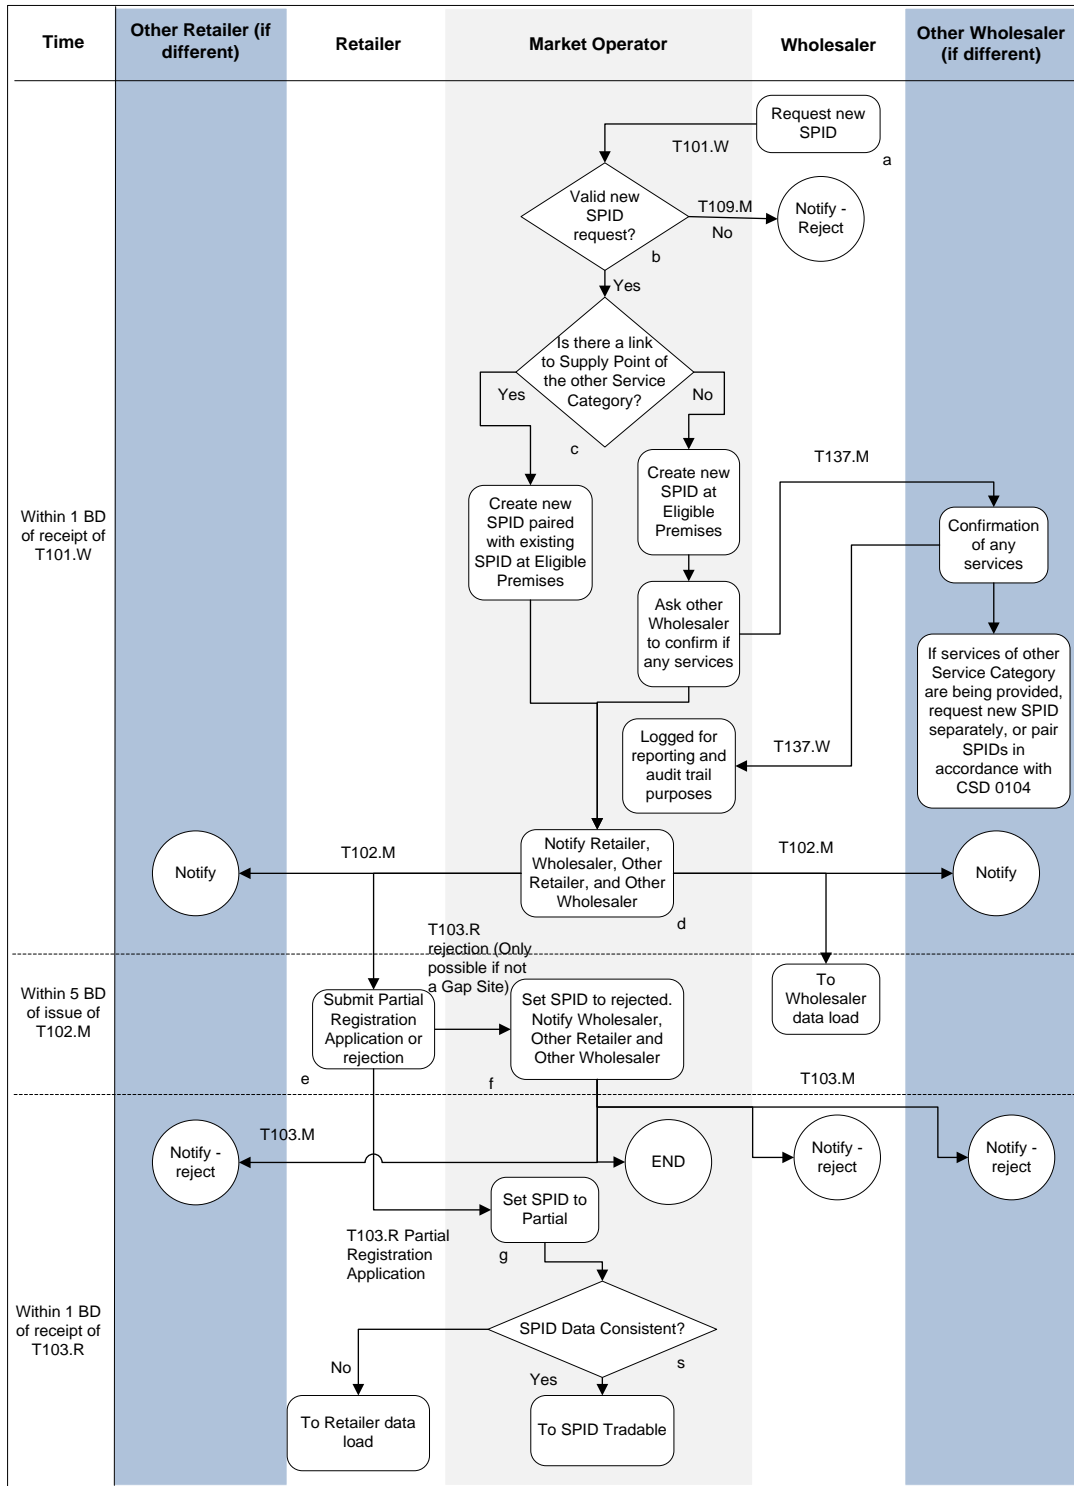 Time
Other Retailer (if
different)
Retailer
Market Operator
Wholesaler
Other Wholesaler
(if different)
Request new
SPID
a
T101.W
Valid new
SPID
request?
b
T109.M
No
Notify -
Reject
Yes
Is there a link
to Supply Point of
the other Service
Category?
c
Yes
No
Create new
SPID paired
with existing
SPID at Eligible
Premises
Create new
SPID at
Eligible
Premises
T137.M
Within 1 BD
of receipt of
T101.W
Confirmation
of any
services
Ask other
Wholesaler
to confirm if
any services
If services of other
Service Category
are being provided,
request new SPID
separately, or pair
SPIDs in
accordance with
CSD 0104
Logged for
reporting and
audit trail
purposes
T137.W
Notify
T102.M
Notify Retailer,
Wholesaler, Other
Retailer, and Other
Wholesaler
d
T102.M
Notify
T103.R
rejection (Only
possible if not
a Gap Site)
Within 5 BD
of issue of
T102.M
Submit Partial
Registration
Application or
rejection
e
Set SPID to rejected.
Notify Wholesaler,
Other Retailer and
Other Wholesaler
f
To
Wholesaler
data load
T103.M
Notify -
reject
T103.M
END
Notify -
reject
Notify -
reject
Set SPID to
Partial
g
T103.R Partial
Registration
Application
Within 1 BD
of receipt of
T103.R
SPID Data Consistent?
s
No
Yes
To Retailer data
load
To SPID Tradable